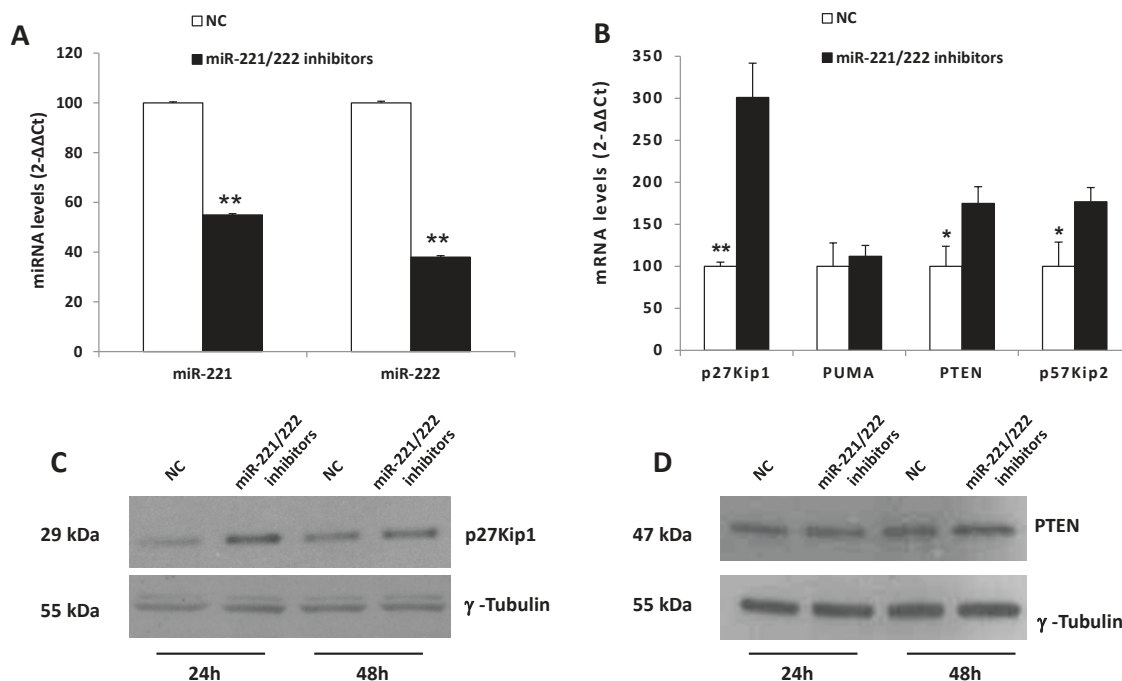 A
NC
miR-221/222 inhibitors
miRNA levels (2-ΔΔCt)
120
100
80
60
40
20
0
**
**
miR-221
miR-222
B
NC
miR-221/222 inhibitors
mRNA levels (2-ΔΔCt)
350
300
250
200
150
100
50
0
**
*
*
p27Kip1
PUMA
PTEN
p57Kip2
C
NC
miR-221/222
inhibitors
NC
miR-221/222
inhibitors
29 kDa
p27Kip1
55 kDa
γ -Tubulin
24h
48h
D
NC
miR-221/222
inhibitors
NC
miR-221/222
inhibitors
47 kDa
PTEN
55 kDa
γ -Tubulin
24h
48h